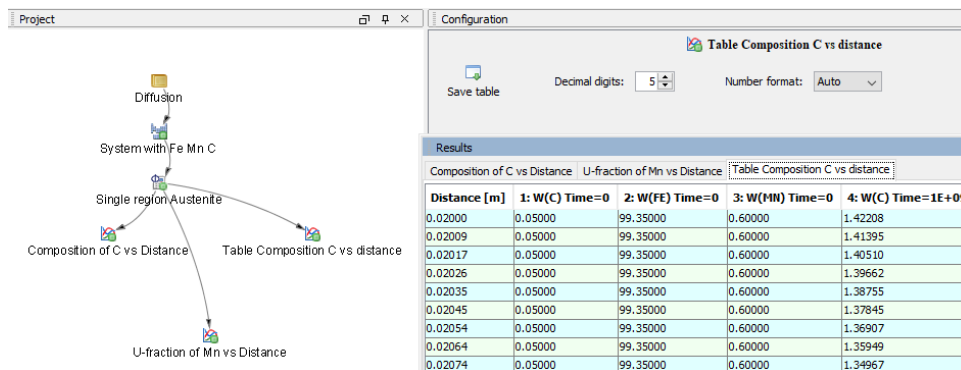 Project
Configuration
Table Composition C vs distance
Save table
Decimal digits: 5
Number format: Auto
Diffusion
System with Fe Mn C
Single region Austenite
Composition of C vs Distance
Table Composition C vs distance
U-fraction of Mn vs Distance
Results
Composition of C vs Distance U-fraction of Mn vs Distance Table Composition C vs distance
Distance [m] 1: W(C) Time=0 2: W(FE) Time=0 3: W(MN) Time=0 4: W(C) Time=1E+09
0.02000 0.05000 99.35000 0.60000 1.42208
0.02009 0.05000 99.35000 0.60000 1.41395
0.02017 0.05000 99.35000 0.60000 1.40510
0.02026 0.05000 99.35000 0.60000 1.39662
0.02035 0.05000 99.35000 0.60000 1.38755
0.02045 0.05000 99.35000 0.60000 1.37845
0.02054 0.05000 99.35000 0.60000 1.36907
0.02064 0.05000 99.35000 0.60000 1.35949
0.02074 0.05000 99.35000 0.60000 1.34967